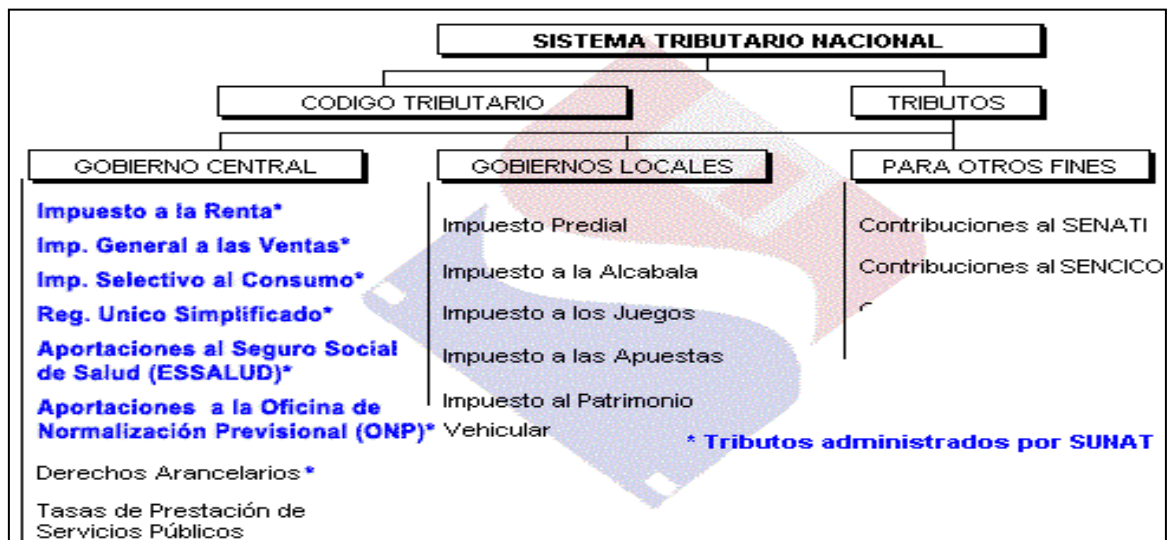 SISTEMA TRIBUTARIO NACIONAL
CODIGO TRIBUTARIO
TRIBUTOS
GOBIERNO CENTRAL
Impuesto a la Renta*
Imp. General a las Ventas*
Imp. Selectivo al Consumo*
Reg. Unico Simplificado*
Aportaciones al Seguro Social
de Salud (ESSALUD)*
Aportaciones a la Oficina de
Normalización Previsional (ONP)*
Derechos Arancelarios*
Tasas de Prestación de
Servicios Públicos
GOBIERNOS LOCALES
Impuesto Predial
Impuesto a la Alcabala
Impuesto a los Juegos
Impuesto a las Apuestas
Impuesto al Patrimonio
Vehicular
PARA OTROS FINES
Contribuciones al SENATI
Contribuciones al SENCICO
* Tributos administrados por SUNAT